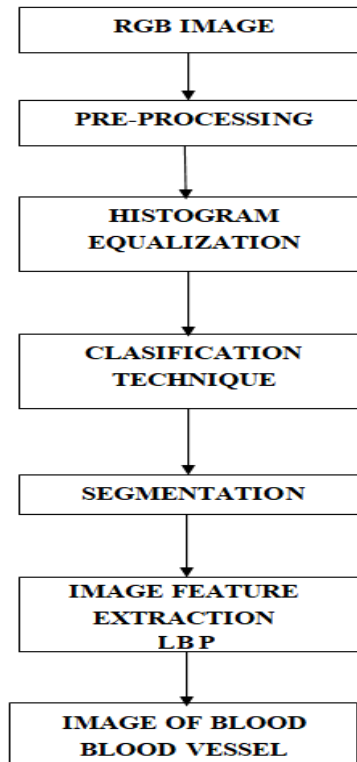 RGB IMAGE
PRE-PROCESSING
HISTOGRAM
EQUALIZATION
CLASIFICATION
TECHNIQUE
SEGMENTATION
IMAGE FEATURE
EXTRACTION
LBP
IMAGE OF BLOOD
BLOOD VESSEL